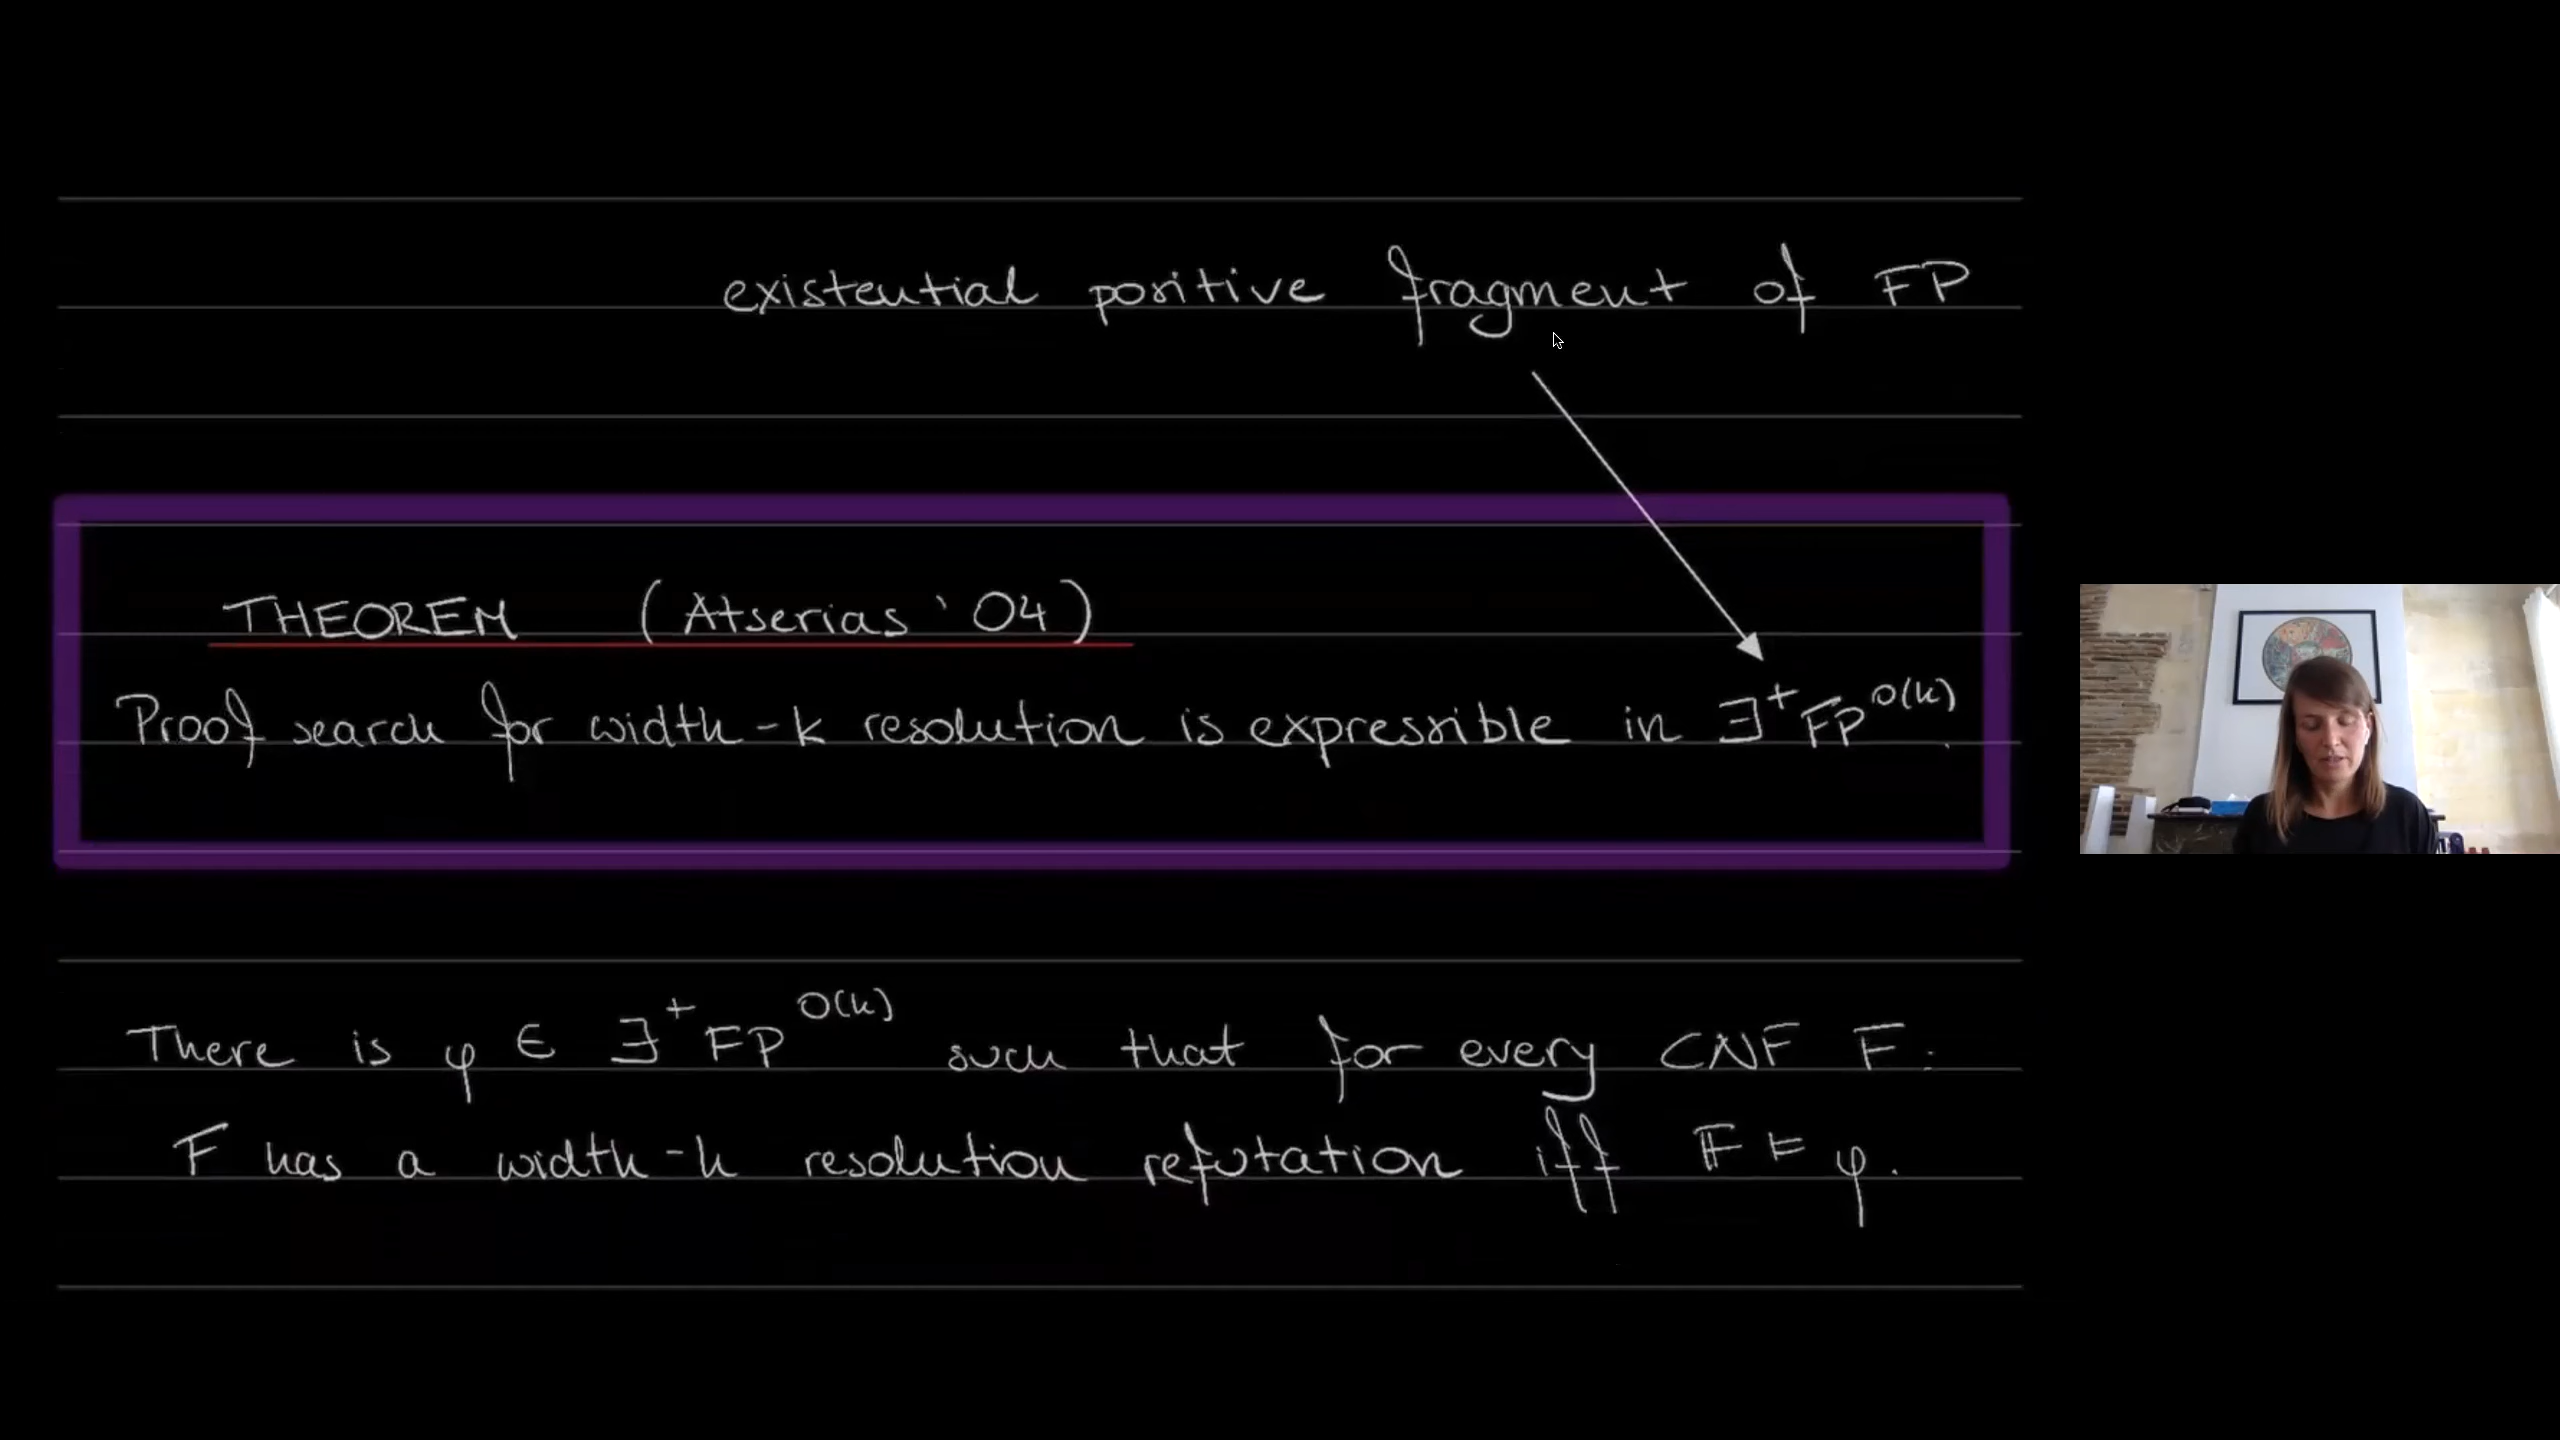 existential positive fragment of FP
THEOREM (Atserias '04)
Proof search for width-k resolution is expressible in ∃⁺FP^O(k).
There is φ ∈ ∃⁺FP^O(k) such that for every CNF F:
F has a width-k resolution refutation iff 𝔽 ⊨ φ.